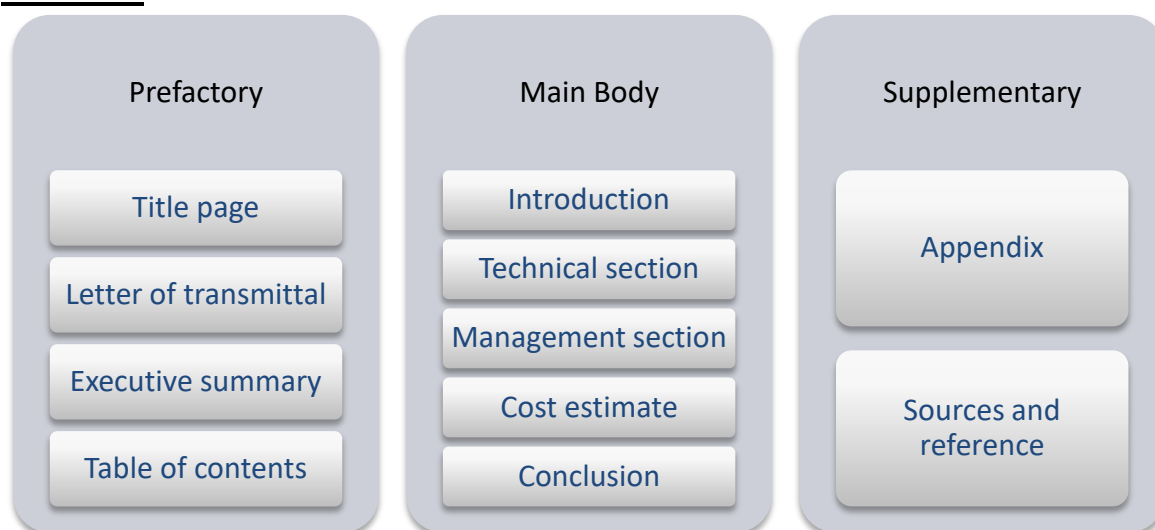 Prefactory
Title page
Letter of transmittal
Executive summary
Table of contents
Main Body
Introduction
Technical section
Management section
Cost estimate
Conclusion
Supplementary
Appendix
Sources and
reference